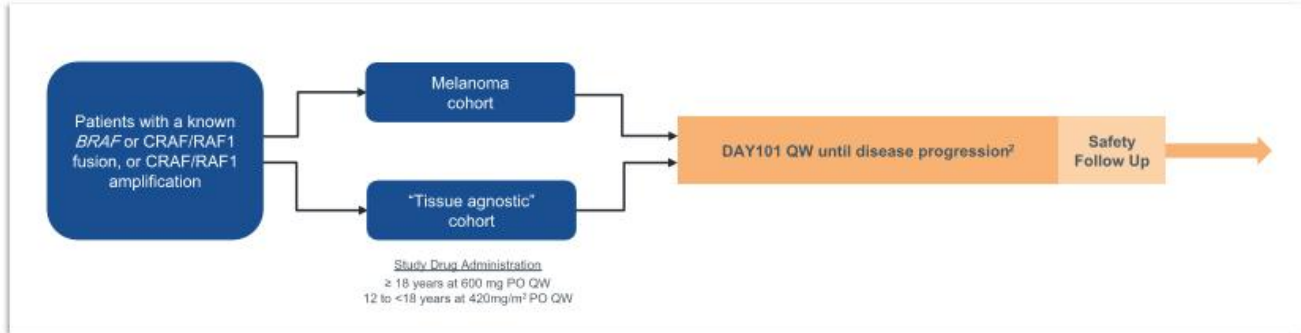 Patients with a known
BRAF or CRAF/RAF1
fusion, or CRAF/RAF1
amplification
Melanoma
cohort
"Tissue agnostic"
cohort
Study Drug Administration
≥ 18 years at 600 mg PO QW
12 to <18 years at 420mg/m² PO QW
DAY101 QW until disease progression²
Safety
Follow Up